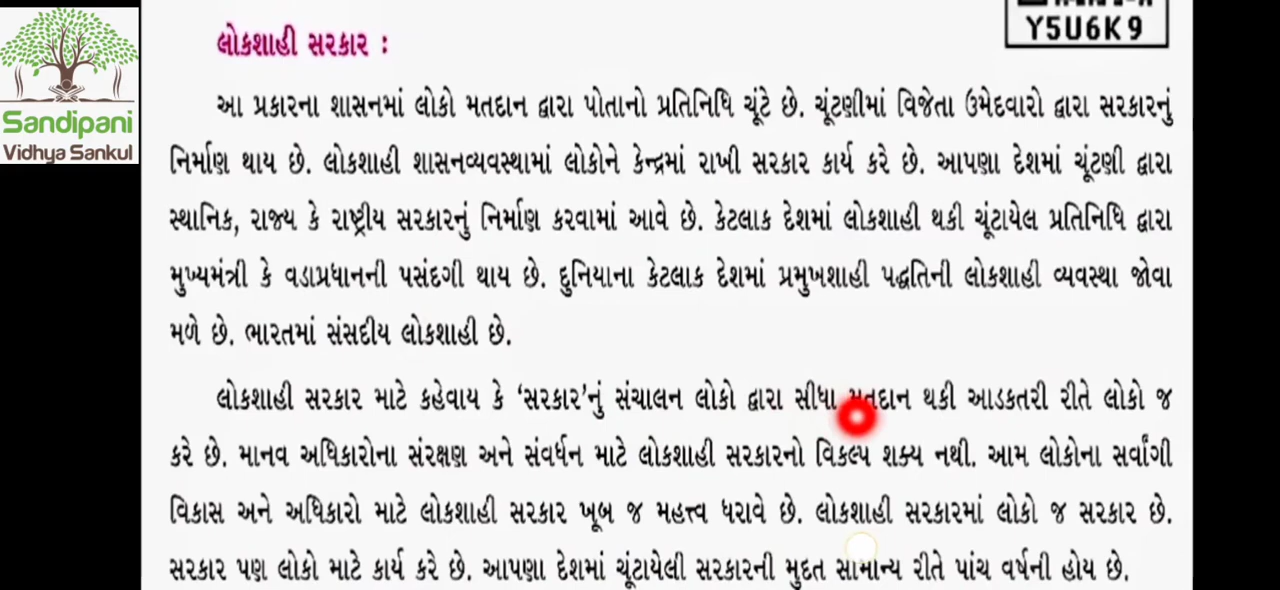 Sandipani
Vidhya Sankul
Y5U6K9
લોકશાહી સરકાર :
આ પ્રકારના શાસનમાં લોકો મતદાન દ્વારા પોતાનો પ્રતિનિધિ ચૂંટે છે. ચૂંટણીમાં વિજેતા ઉમેદવારો દ્વારા સરકારનું
નિર્માણ થાય છે. લોકશાહી શાસનવ્યવસ્થામાં લોકોને કેન્દ્રમાં રાખી સરકાર કાર્ય કરે છે. આપણા દેશમાં ચૂંટણી દ્વારા
સ્થાનિક, રાજ્ય કે રાષ્ટ્રીય સરકારનું નિર્માણ કરવામાં આવે છે. કેટલાક દેશમાં લોકશાહી થકી ચૂંટાયેલ પ્રતિનિધિ દ્વારા
મુખ્યમંત્રી કે વડાપ્રધાનની પસંદગી થાય છે. દુનિયાના કેટલાક દેશમાં પ્રમુખશાહી પદ્ધતિની લોકશાહી વ્યવસ્થા જોવા
મળે છે. ભારતમાં સંસદીય લોકશાહી છે.
લોકશાહી સરકાર માટે કહેવાય કે ‘સરકાર’નું સંચાલન લોકો દ્વારા સીધા મતદાન થકી આડકતરી રીતે લોકો જ
કરે છે. માનવ અધિકારોના સંરક્ષણ અને સંવર્ધન માટે લોકશાહી સરકારનો વિકલ્પ શક્ય નથી. આમ લોકોના સર્વાંગી
વિકાસ અને અધિકારો માટે લોકશાહી સરકાર ખૂબ જ મહત્ત્વ ધરાવે છે. લોકશાહી સરકારમાં લોકો જ સરકાર છે.
સરકાર પણ લોકો માટે કાર્ય કરે છે. આપણા દેશમાં ચૂંટાયેલી સરકારની મુદત સામાન્ય રીતે પાંચ વર્ષની હોય છે.